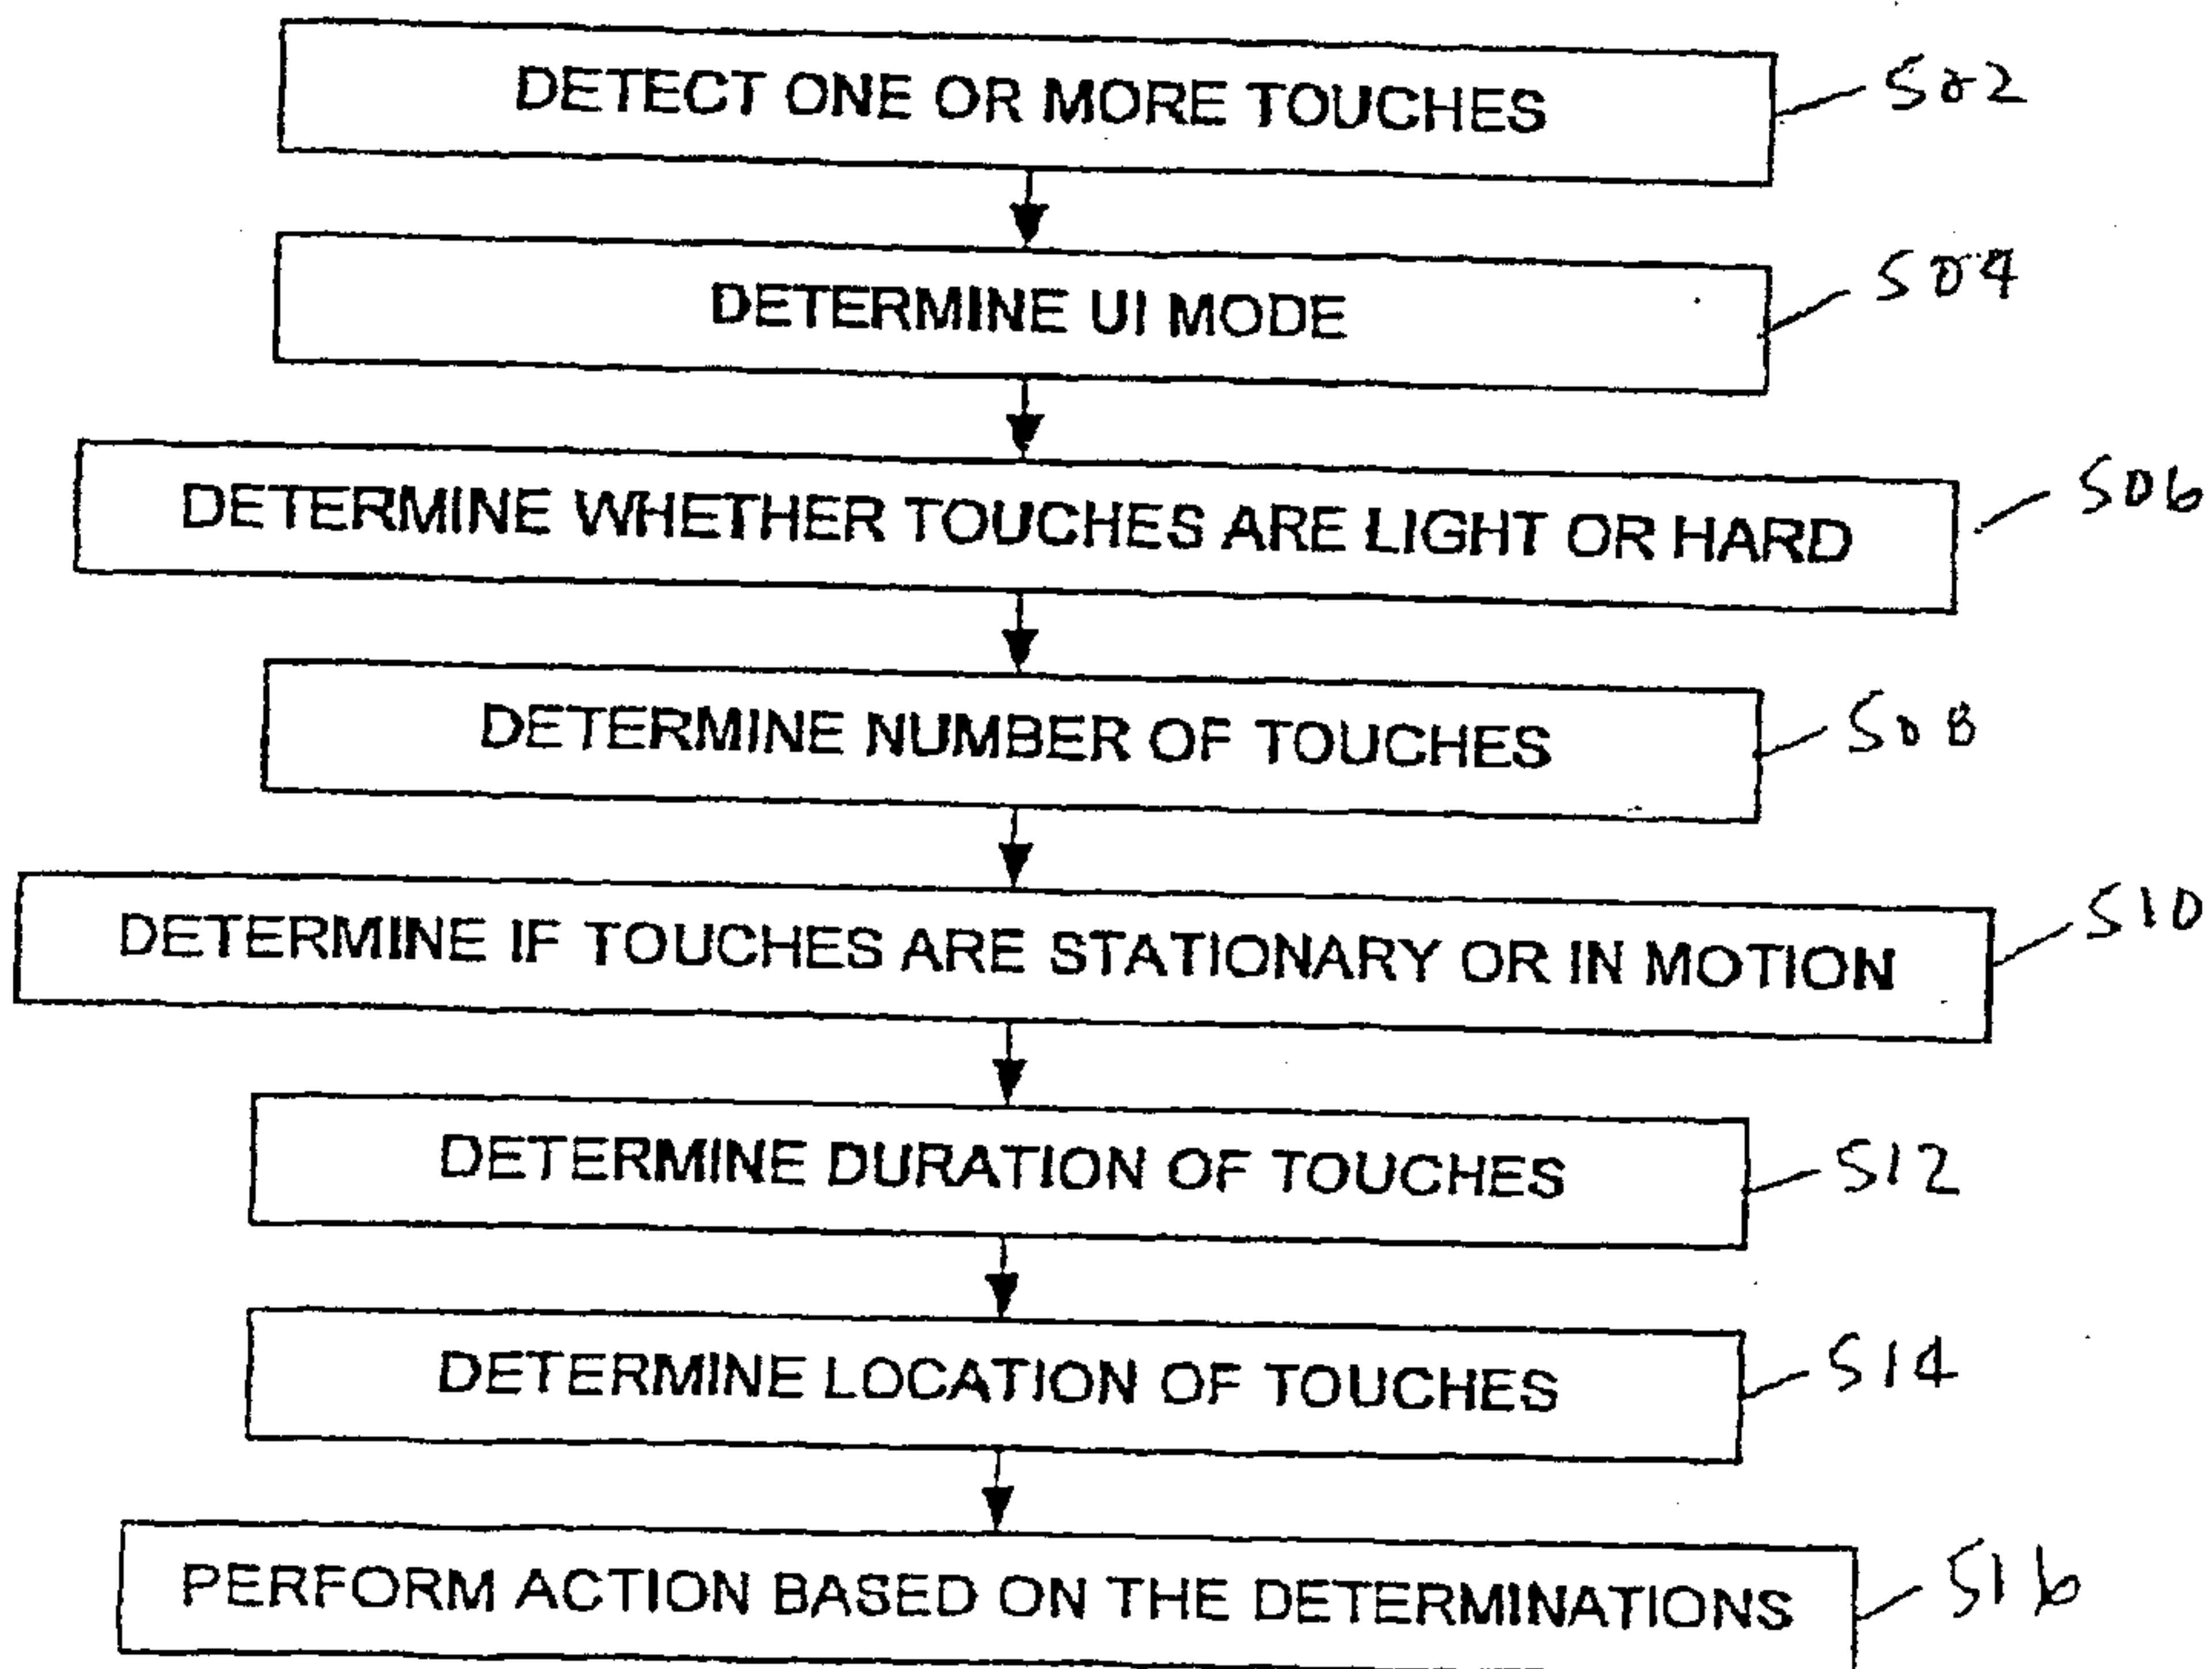 DETECT ONE OR MORE TOUCHES
502
DETERMINE UI MODE
504
DETERMINE WHETHER TOUCHES ARE LIGHT OR HARD
506
DETERMINE NUMBER OF TOUCHES
508
DETERMINE IF TOUCHES ARE STATIONARY OR IN MOTION
510
DETERMINE DURATION OF TOUCHES
512
DETERMINE LOCATION OF TOUCHES
514
PERFORM ACTION BASED ON THE DETERMINATIONS
516